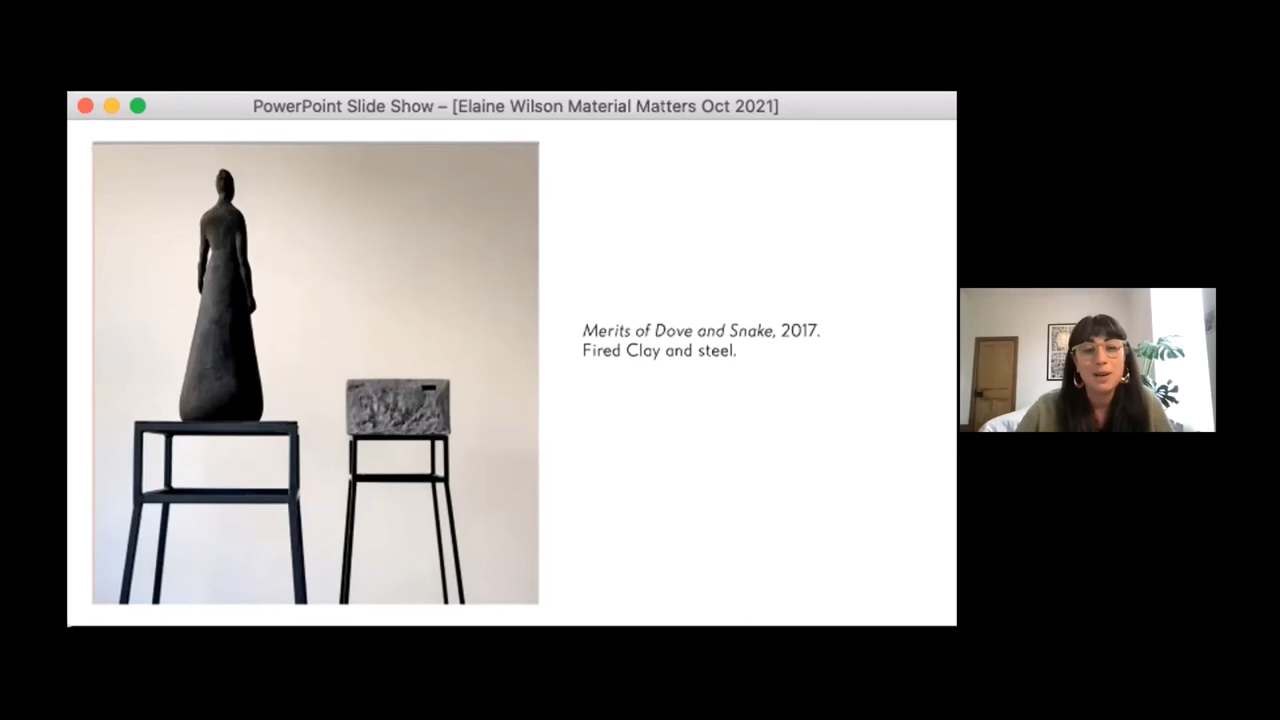 PowerPoint Slide Show – [Elaine Wilson Material Matters Oct 2021]
Merits of Dove and Snake, 2017.
Fired Clay and steel.